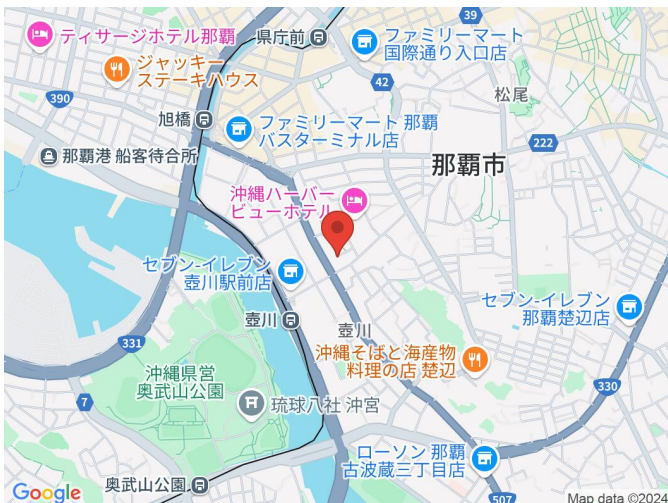 39
ティサージホテル那覇
県庁前
ファミリーマート
国際通り入口店
ジャッキー
ステーキハウス
42
松尾
390
旭橋
ファミリーマート 那覇
バスターミナル店
222
那覇港 船客待合所
那覇市
沖縄ハーバー
ビューホテル
セブン-イレブン
壺川駅前店
セブン-イレブン
那覇楚辺店
壺川
壺川
331
沖縄そばと海産物
料理の店 楚辺
沖縄県営
奥武山公園
330
7
琉球八社 沖宮
ローソン 那覇
古波蔵三丁目店
奥武山公園
507
Google
Map data ©2024